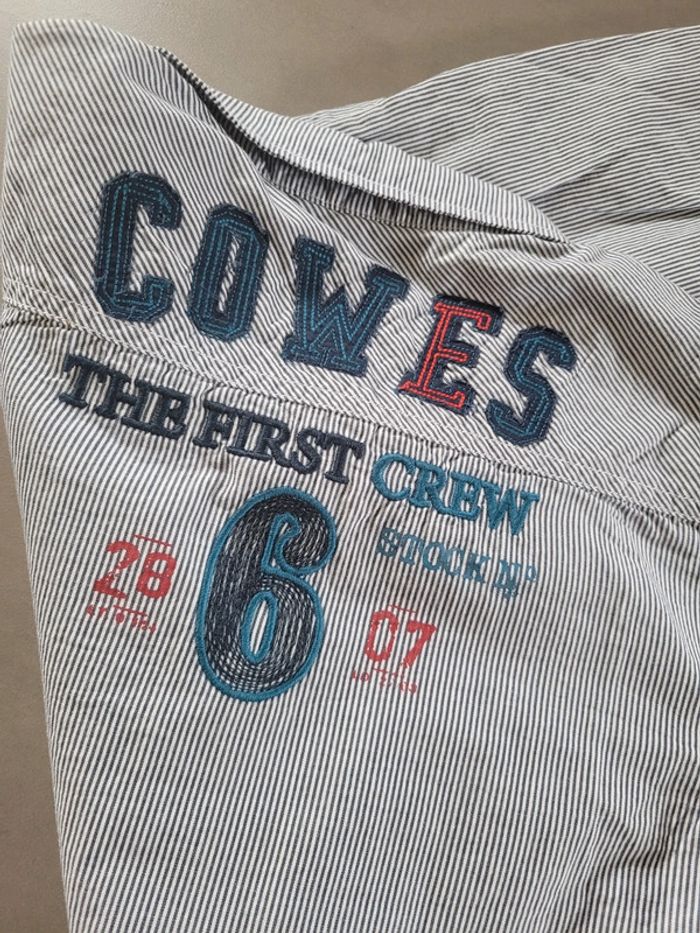 COWES
THE FIRST CREW
STOCK Nº
28
6
07